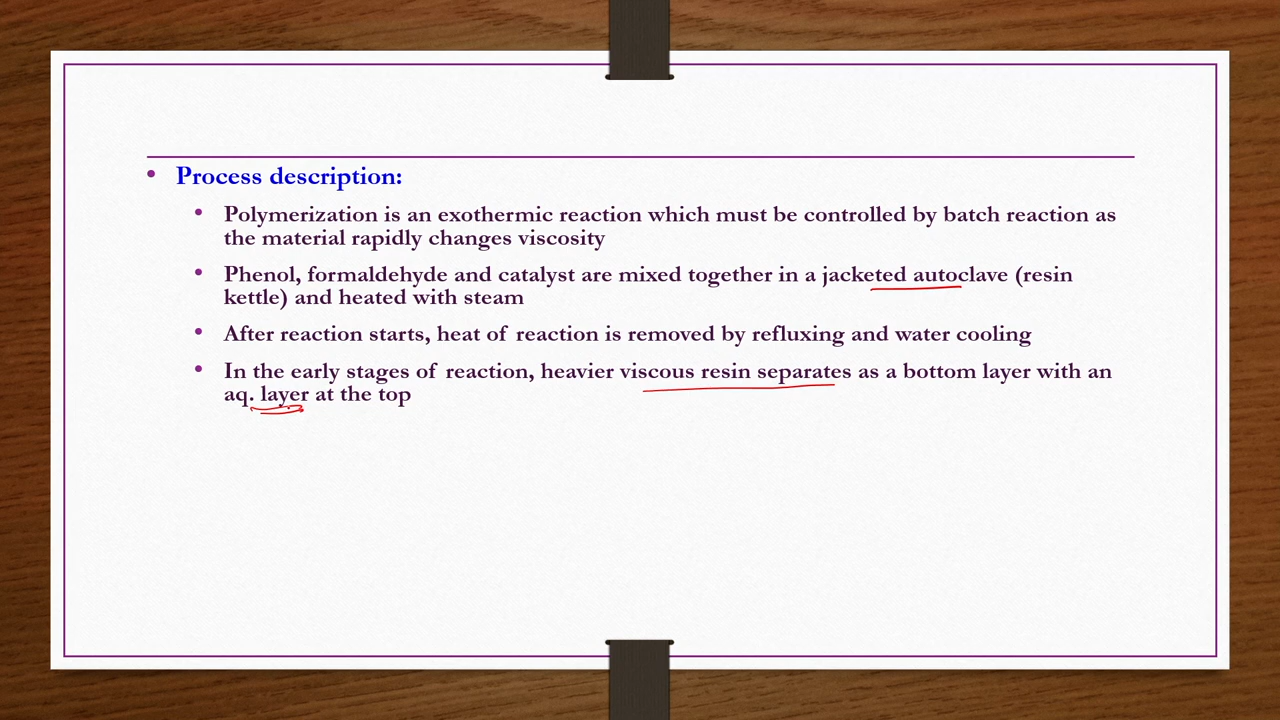 • Process description:
• Polymerization is an exothermic reaction which must be controlled by batch reaction as
the material rapidly changes viscosity
• Phenol, formaldehyde and catalyst are mixed together in a jacketed autoclave (resin
kettle) and heated with steam
• After reaction starts, heat of reaction is removed by refluxing and water cooling
• In the early stages of reaction, heavier viscous resin separates as a bottom layer with an
aq. layer at the top